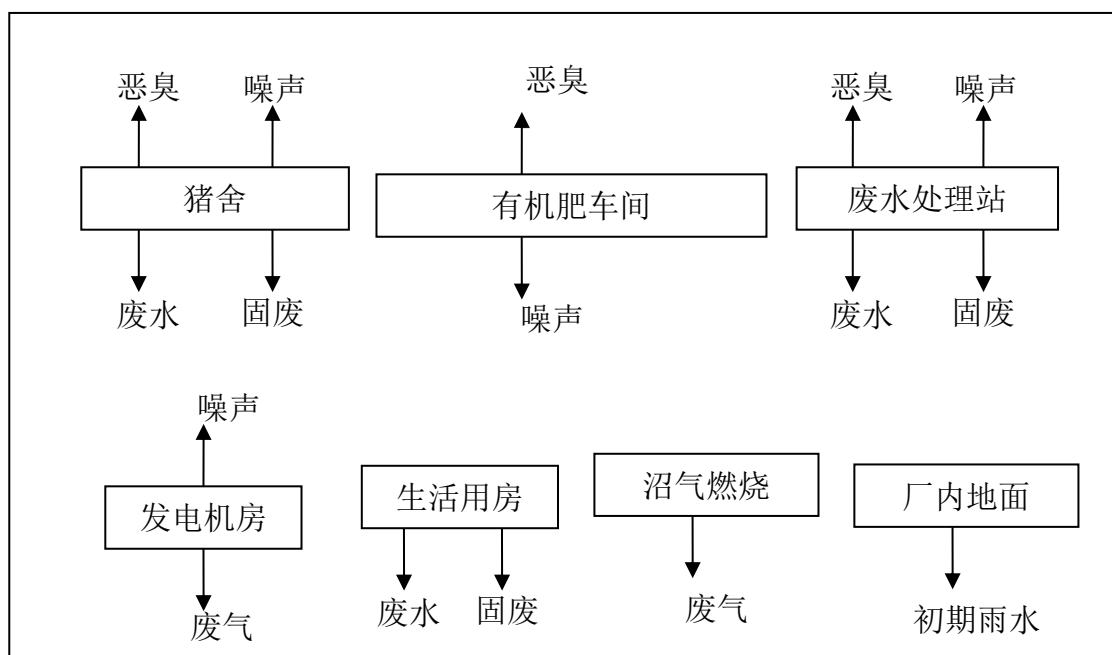 恶臭 噪声 恶臭 恶臭 噪声
猪舍 有机肥车间 废水处理站
废水 固废 噪声 废水 固废
噪声
发电机房 生活用房 沼气燃烧 厂内地面
废气 废水 固废 废气 初期雨水